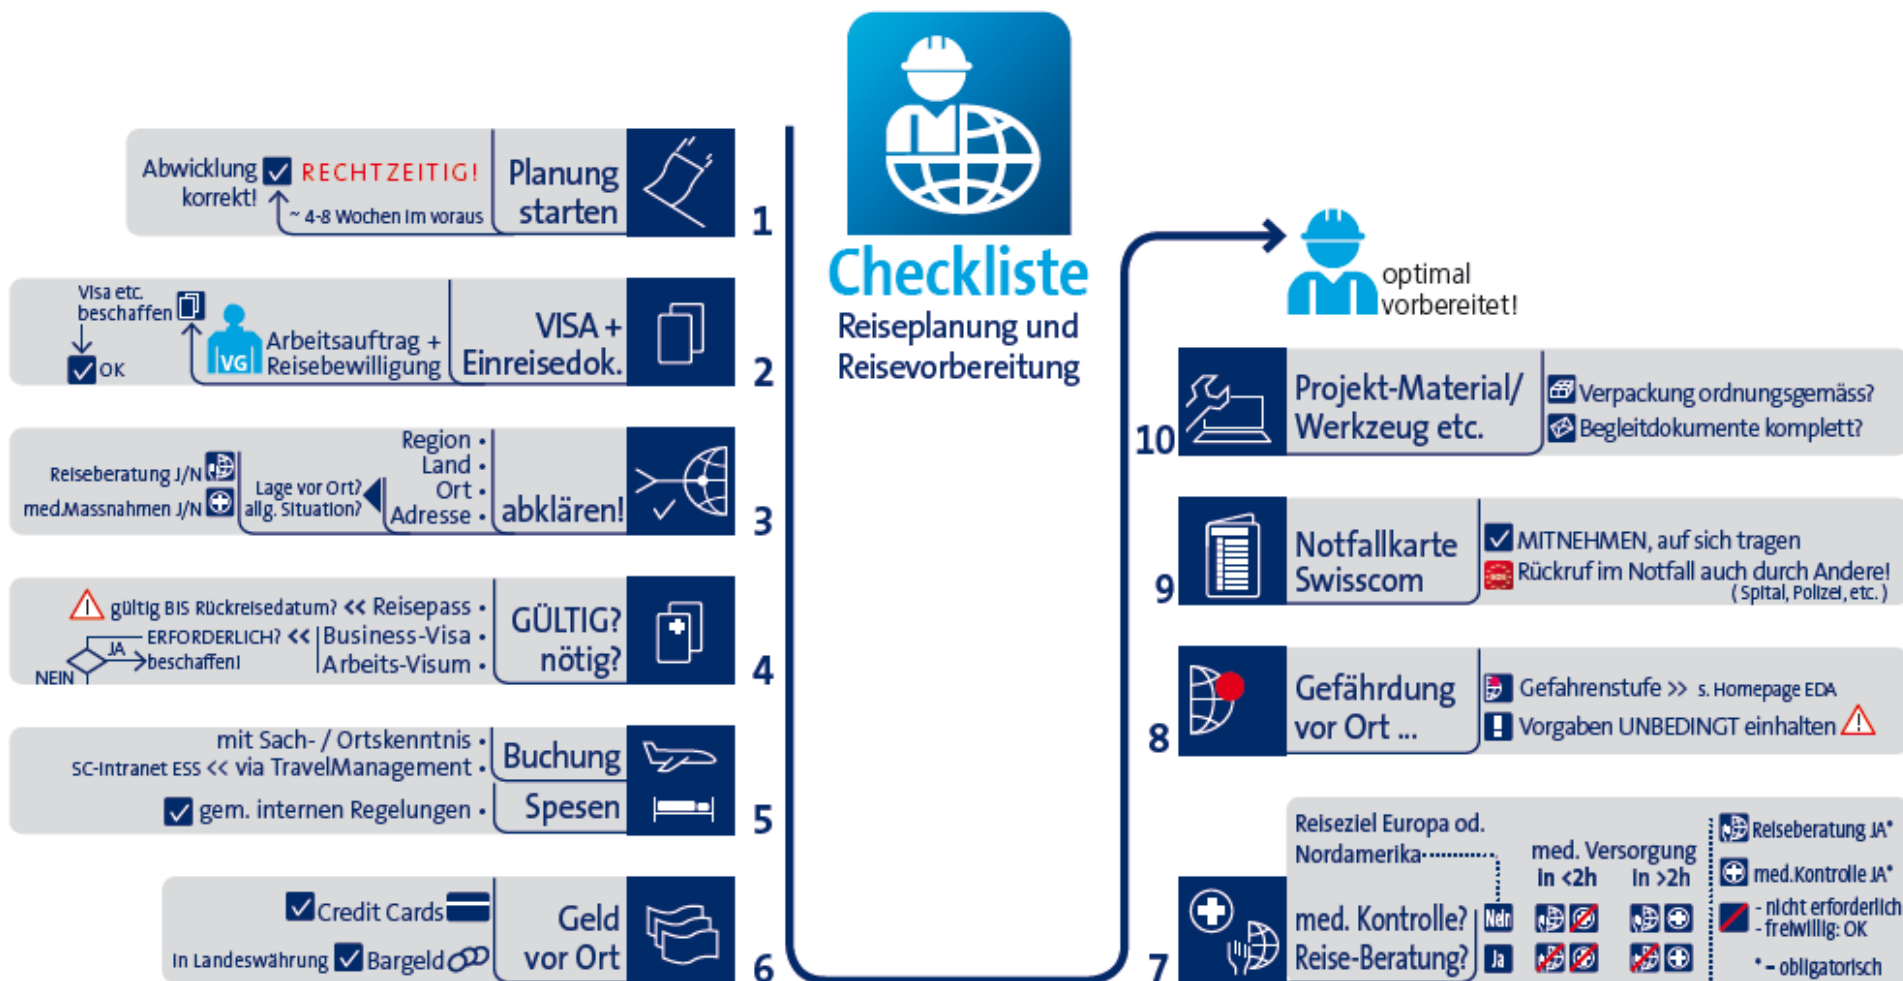 Checkliste
Reiseplanung und
Reisevorbereitung
Abwicklung
korrekt!
RECHTZEITIG!
~ 4-8 Wochen im voraus
Planung
starten
1
Visa etc.
beschaffen
OK
VG
Arbeitsauftrag +
Reisebewilligung
VISA +
Einreisedok.
2
Reiseberatung J/N
med.Massnahmen J/N
Lage vor Ort?
allg. Situation?
Region •
Land •
Ort •
Adresse •
abklären!
3
gültig BIS Rückreisedatum? << Reisepass •
ERFORDERLICH? << Business-Visa •
Arbeits-Visum •
JA
beschaffen!
NEIN
GÜLTIG?
nötig?
4
mit Sach- / Ortskenntnis •
SC-Intranet ESS << via TravelManagement •
Buchung
gem. internen Regelungen •
Spesen
5
Credit Cards
in Landeswährung
Bargeld
Geld
vor Ort
6
optimal
vorbereitet!
10
Projekt-Material/
Werkzeug etc.
Verpackung ordnungsgemäss?
Begleitdokumente komplett?
9
Notfallkarte
Swisscom
MITNEHMEN, auf sich tragen
SOS
Rückruf im Notfall auch durch Andere!
( Spital, Polizei, etc. )
8
Gefährdung
vor Ort ...
Gefahrenstufe >> s. Homepage EDA
Vorgaben UNBEDINGT einhalten
7
Reiseziel Europa od.
Nordamerika
med. Versorgung
in <2h in >2h
med. Kontrolle?
Nein
Reise-Beratung?
Ja
Reiseberatung JA*
med.Kontrolle JA*
- nicht erforderlich
- freiwillig: OK
* = obligatorisch